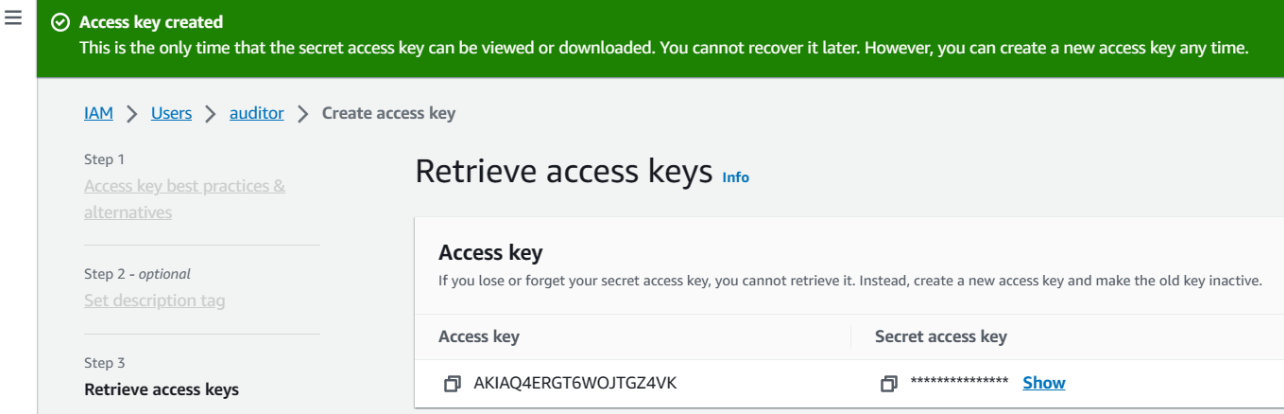 Access key created
This is the only time that the secret access key can be viewed or downloaded. You cannot recover it later. However, you can create a new access key any time.
IAM > Users > auditor > Create access key
Step 1
Access key best practices &
alternatives
Step 2 - optional
Set description tag
Step 3
Retrieve access keys
Retrieve access keys Info
Access key
If you lose or forget your secret access key, you cannot retrieve it. Instead, create a new access key and make the old key inactive.
Access key Secret access key
AKIAQ4ERGT6WOJTGZ4VK *************** Show